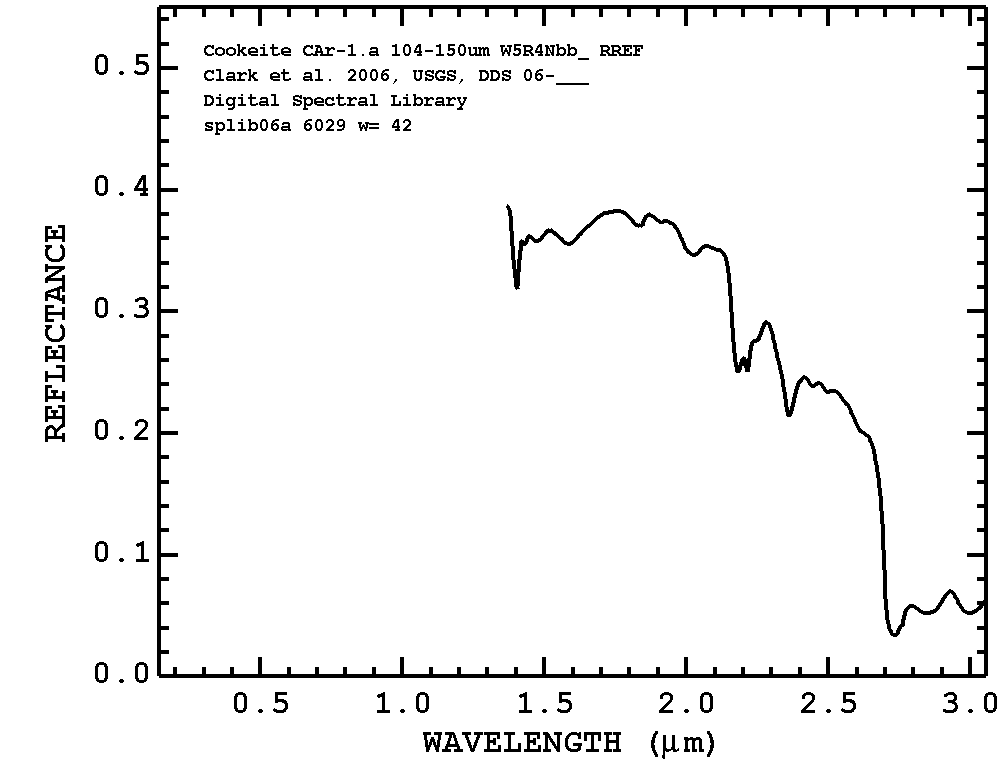 Cookeite CAr-1.a 104-150um W5R4Nbb_ RREF
Clark et al. 2006, USGS, DDS 06-___
Digital Spectral Library
splib06a 6029 w= 42
0.5
0.4
0.3
0.2
0.1
0.0
REFLECTANCE
0.5 1.0 1.5 2.0 2.5 3.0
WAVELENGTH (μm)